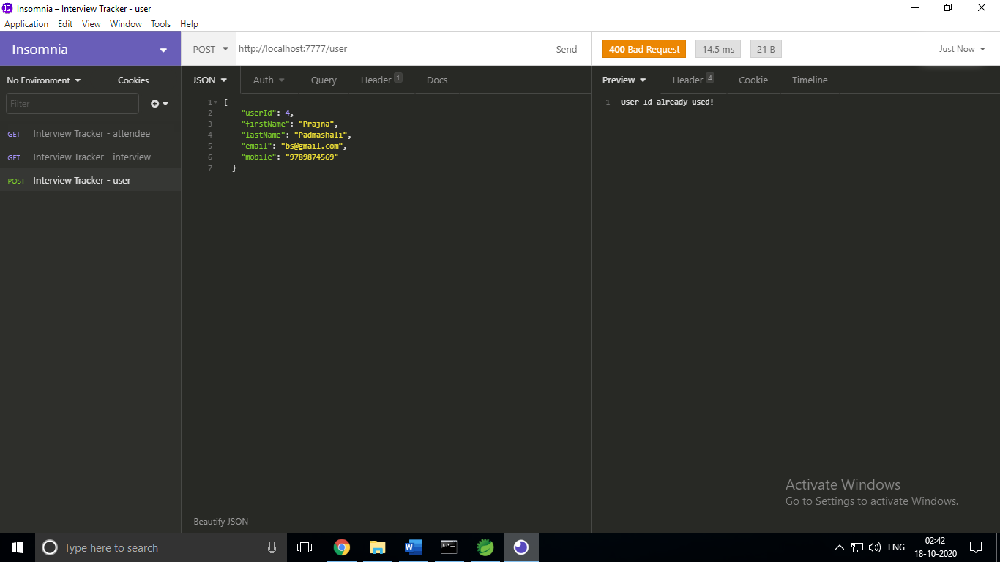 Insomnia – Interview Tracker - user
Application Edit View Window Tools Help
Insomnia
POST http://localhost:7777/user Send
400 Bad Request 14.5 ms 21 B Just Now
No Environment Cookies
JSON Auth Query Header 1 Docs
Preview Header 4 Cookie Timeline
Filter
GET Interview Tracker - attendee
GET Interview Tracker - interview
POST Interview Tracker - user
1 {
2 "userId": 4,
3 "firstName": "Prajna",
4 "lastName": "Padmashali",
5 "email": "bs@gmail.com",
6 "mobile": "9789874569"
7 }
1 User Id already used!
Activate Windows
Go to Settings to activate Windows.
Beautify JSON
Type here to search
ENG
02:42
18-10-2020